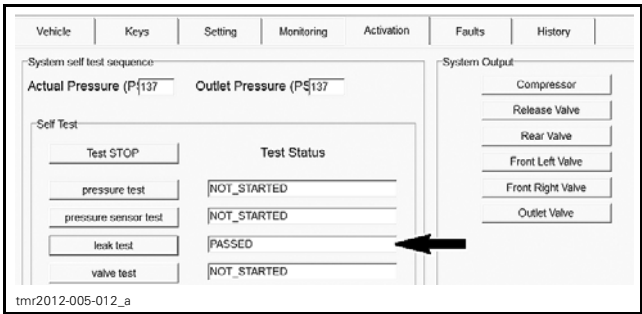 Vehicle Keys Setting Monitoring Activation Faults History
System self test sequence
Actual Pressure (PS 137 Outlet Pressure (PS 137
Self Test
Test STOP Test Status
pressure test NOT_STARTED
pressure sensor test NOT_STARTED
leak test PASSED
valve test NOT_STARTED
System Output
Compressor
Release Valve
Rear Valve
Front Left Valve
Front Right Valve
Outlet Valve
tmr2012-005-012_a